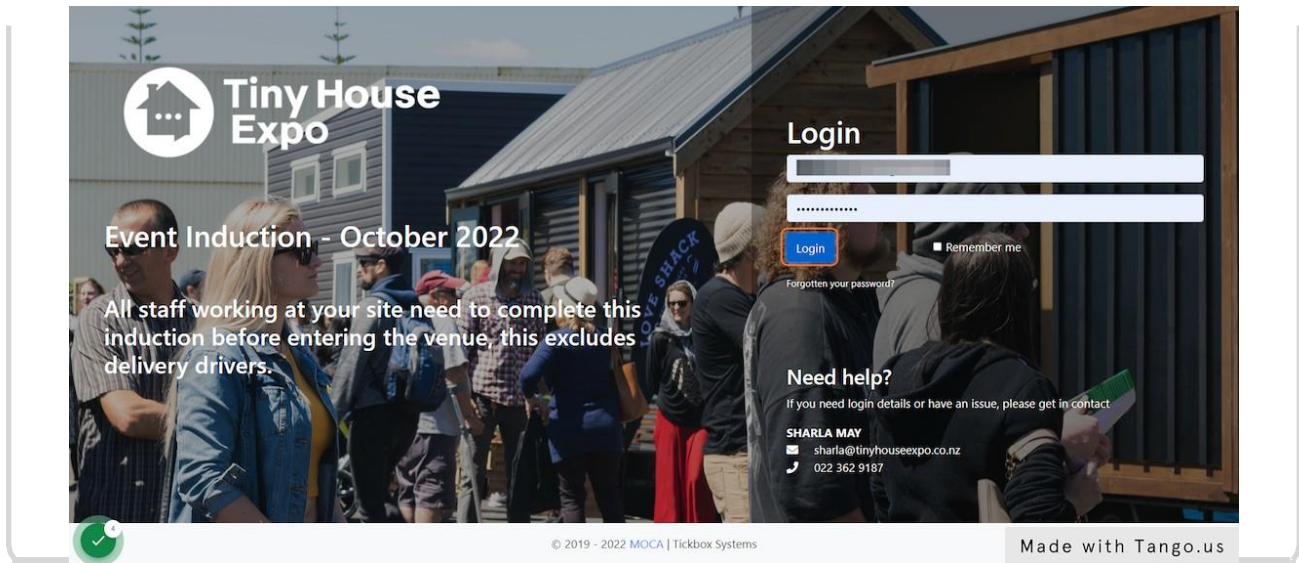 Tiny House
Expo
Event Induction - October 2022
All staff working at your site need to complete this
induction before entering the venue, this excludes
delivery drivers.
LOVE SHACK
Login
Login
Remember me
Forgotten your password?
Need help?
If you need login details or have an issue, please get in contact
SHARLA MAY
sharla@tinyhouseexpo.co.nz
022 362 9187
4
© 2019 - 2022 MOCA | Tickbox Systems
Made with Tango.us